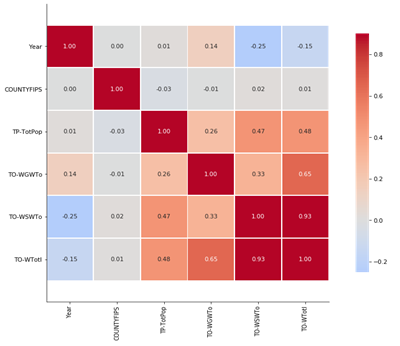 Year 1.00 0.00 0.01 0.14 -0.25 -0.15
COUNTYFIPS 0.00 1.00 -0.03 -0.01 0.02 0.01
TP-TotPop 0.01 -0.03 1.00 0.26 0.47 0.48
TO-WGWTo 0.14 -0.01 0.26 1.00 0.33 0.65
TO-WSWTo -0.25 0.02 0.47 0.33 1.00 0.93
TO-WTotl -0.15 0.01 0.48 0.65 0.93 1.00
Year
COUNTYFIPS
TP-TotPop
TO-WGWTo
TO-WSWTo
TO-WTotl
0.8
0.6
0.4
0.2
0.0
−0.2